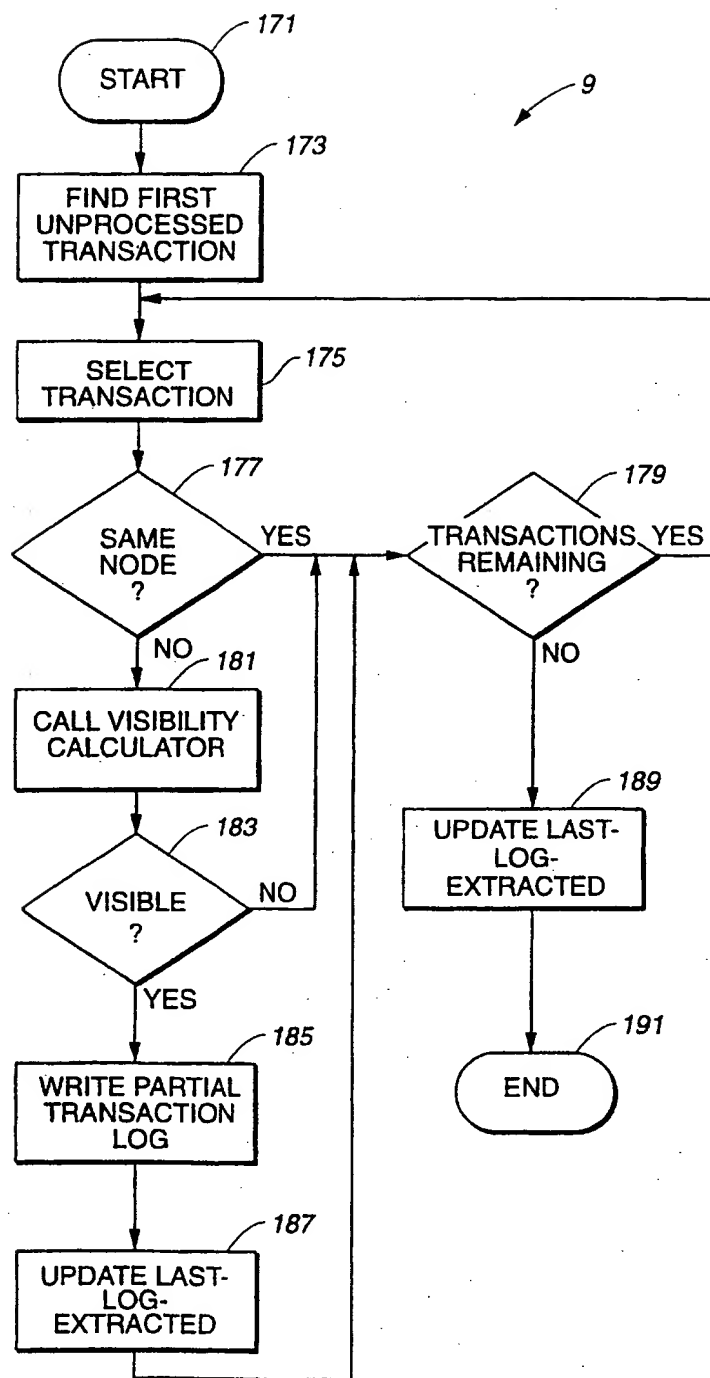 171
START
9
173
FIND FIRST
UNPROCESSED
TRANSACTION
SELECT
TRANSACTION
175
177
SAME
NODE
?
YES
NO
179
TRANSACTIONS
REMAINING
?
YES
NO
181
CALL VISIBILITY
CALCULATOR
183
VISIBLE
?
NO
YES
189
UPDATE LAST-
LOG-
EXTRACTED
185
WRITE PARTIAL
TRANSACTION
LOG
191
END
187
UPDATE LAST-
LOG-
EXTRACTED